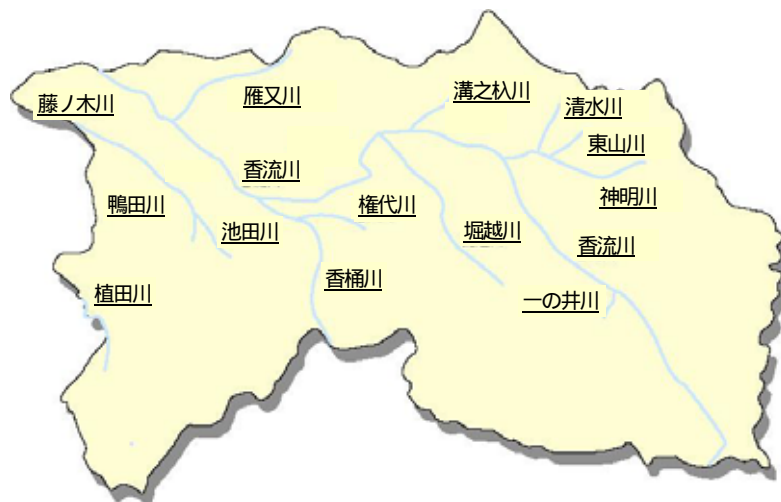 藤ノ木川
雁又川
溝之杁川
清水川
東山川
香流川
神明川
鴨田川
権代川
池田川
堀越川
香流川
香桶川
植田川
一の井川